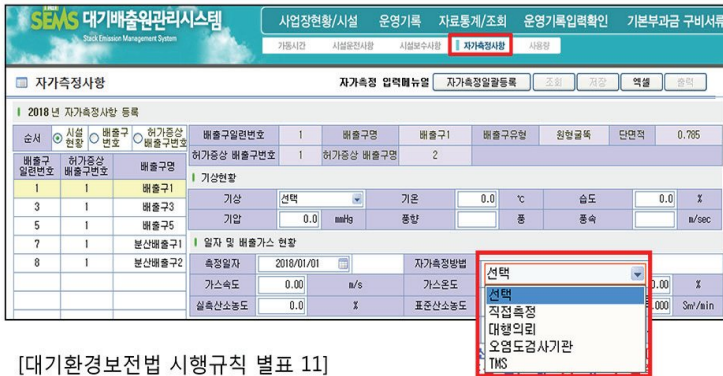 SEMS 대기배출원관리시스템
Stack Emission Management System
사업장현황/시설 운영기록 자료통계/조회 운영기록입력확인 기본부과금 구비서류
가동시간 시설운전사항 시설보수사항 자가측정사항 사용량
자가측정사항 자가측정 입력메뉴얼 자가측정일괄등록 조회 저장 엑셀 출력
2018 년 자가측정사항 등록
순서 시설현황 배출구번호 허가증상배출구번호
배출구일련번호 허가증상배출구번호 배출구명
1 1 배출구1
3 1 배출구3
5 1 배출구5
7 1 분산배출구1
8 1 분산배출구2
배출구일련번호 1 배출구명 배출구1 배출구유형 원형굴뚝 단면적 0.785
허가증상 배출구번호 1 허가증상 배출구명 2
기상현황
기상 선택 기온 0.0 ℃ 습도 0.0 %
기압 0.0 mmHg 풍향 풍 풍속 m/sec
일자 및 배출가스 현황
측정일자 2018/01/01 자가측정방법 선택
가스속도 0.00 m/s 가스온도 0.00 %
실측산소농도 0.0 % 표준산소농도 .000 Sm³/min
선택
직접측정
대행의뢰
오염도검사기관
TMS
[대기환경보전법 시행규칙 별표 11]